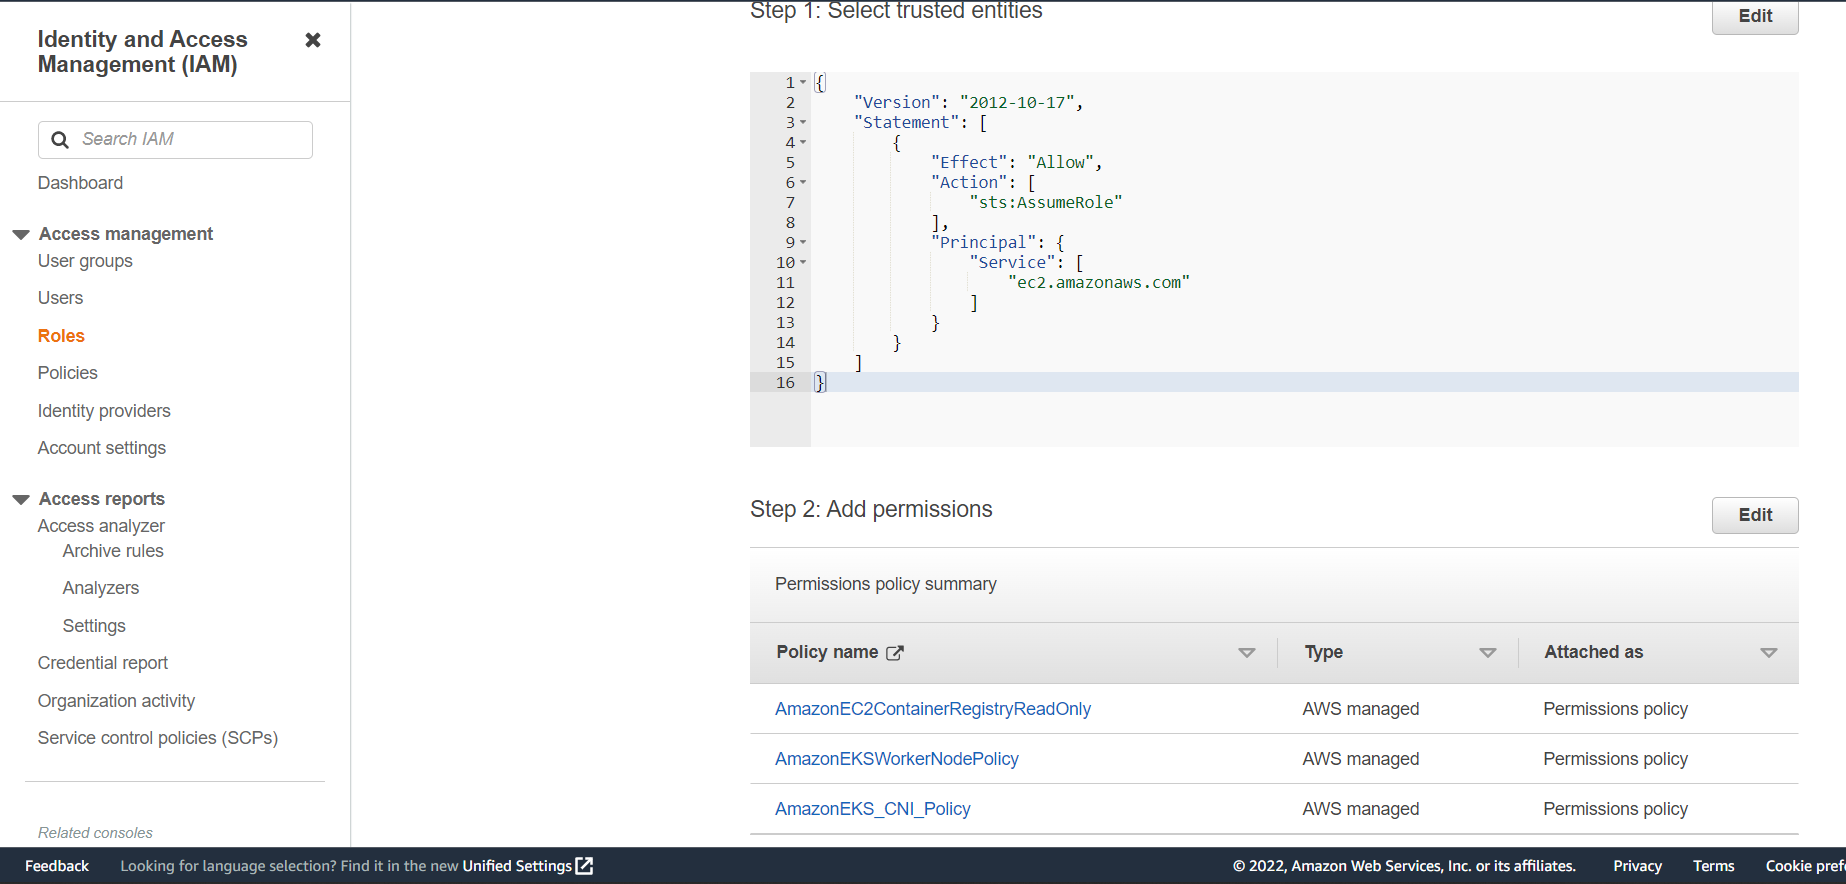 Identity and Access
Management (IAM)
Search IAM
Dashboard
Access management
User groups
Users
Roles
Policies
Identity providers
Account settings
Access reports
Access analyzer
Archive rules
Analyzers
Settings
Credential report
Organization activity
Service control policies (SCPs)
Related consoles
Step 1: Select trusted entities
Edit
1 {
2 "Version": "2012-10-17",
3 "Statement": [
4 {
5 "Effect": "Allow",
6 "Action": [
7 "sts:AssumeRole"
8 ],
9 "Principal": {
10 "Service": [
11 "ec2.amazonaws.com"
12 ]
13 }
14 }
15 ]
16 }
Step 2: Add permissions
Edit
Permissions policy summary
Policy name Type Attached as
AmazonEC2ContainerRegistryReadOnly AWS managed Permissions policy
AmazonEKSWorkerNodePolicy AWS managed Permissions policy
AmazonEKS_CNI_Policy AWS managed Permissions policy
Feedback Looking for language selection? Find it in the new Unified Settings © 2022, Amazon Web Services, Inc. or its affiliates. Privacy Terms Cookie pref